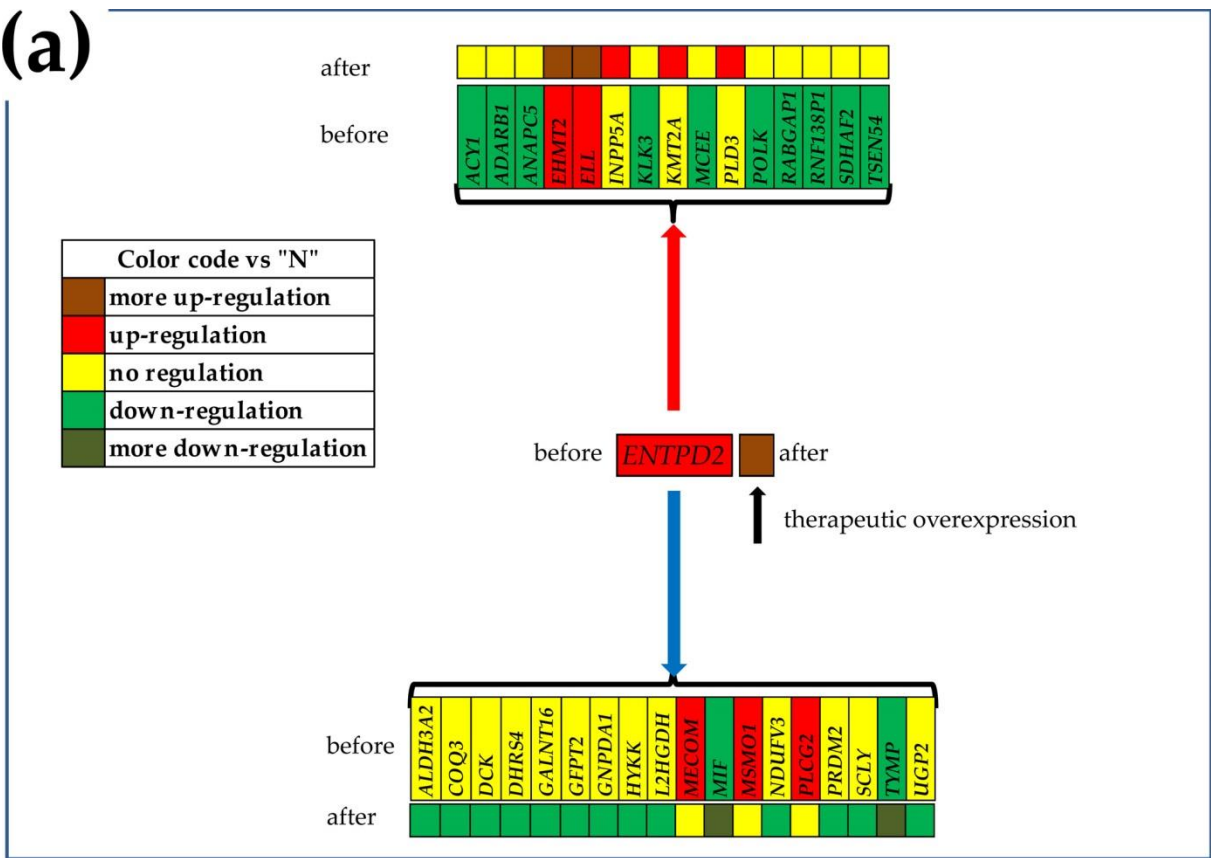 (a)
after
before
ACY1
ADARB1
ANAPC5
EHMT2
ELL
INPP5A
KLK3
KMT2A
MCEE
PLD3
POLK
RABGAP1
RNF138P1
SDHAF2
TSEN54
Color code vs "N"
more up-regulation
up-regulation
no regulation
down-regulation
more down-regulation
before ENTPD2 after
therapeutic overexpression
before
ALDH3A2
COQ3
DCK
DHRS4
GALNT16
GFPT2
GNPDA1
HYKK
L2HGDH
MECOM
MIF
MSMO1
NDUFV3
PLCG2
PRDM2
SCLY
TYMP
UGP2
after